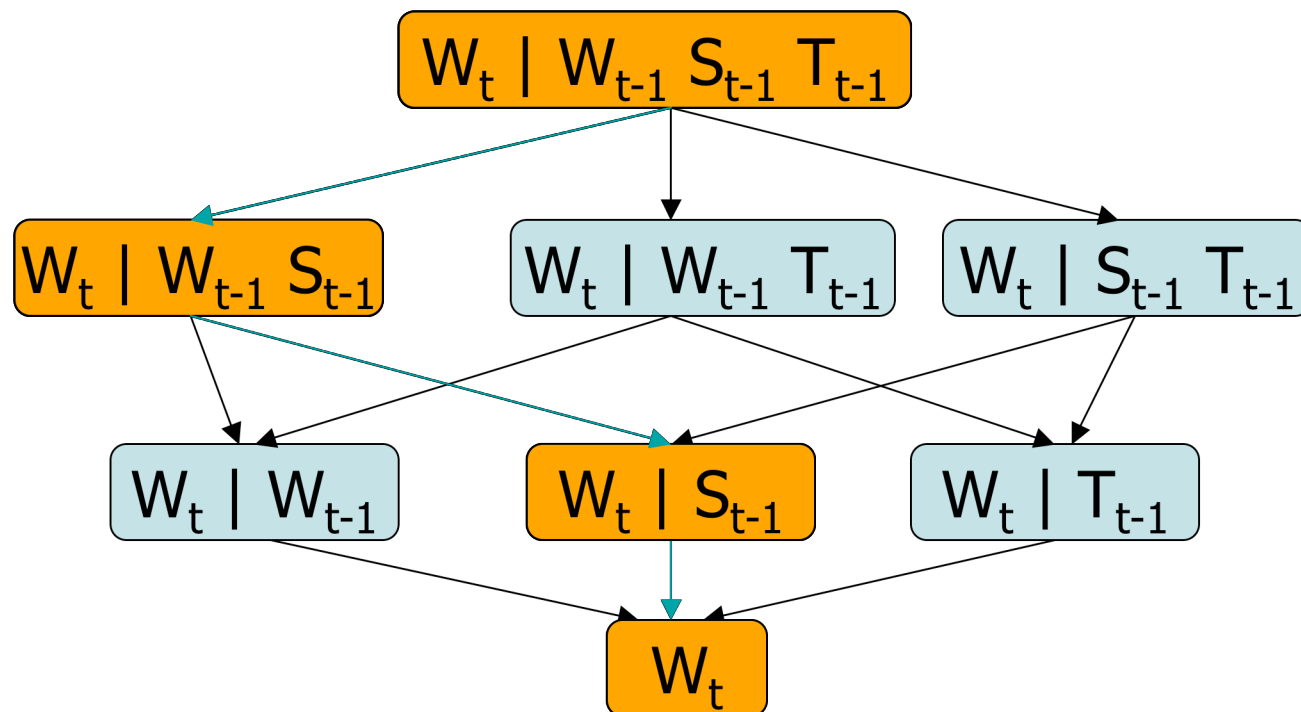 Wₜ | Wₜ₋₁ Sₜ₋₁ Tₜ₋₁
Wₜ | Wₜ₋₁ Sₜ₋₁
Wₜ | Wₜ₋₁ Tₜ₋₁
Wₜ | Sₜ₋₁ Tₜ₋₁
Wₜ | Wₜ₋₁
Wₜ | Sₜ₋₁
Wₜ | Tₜ₋₁
Wₜ